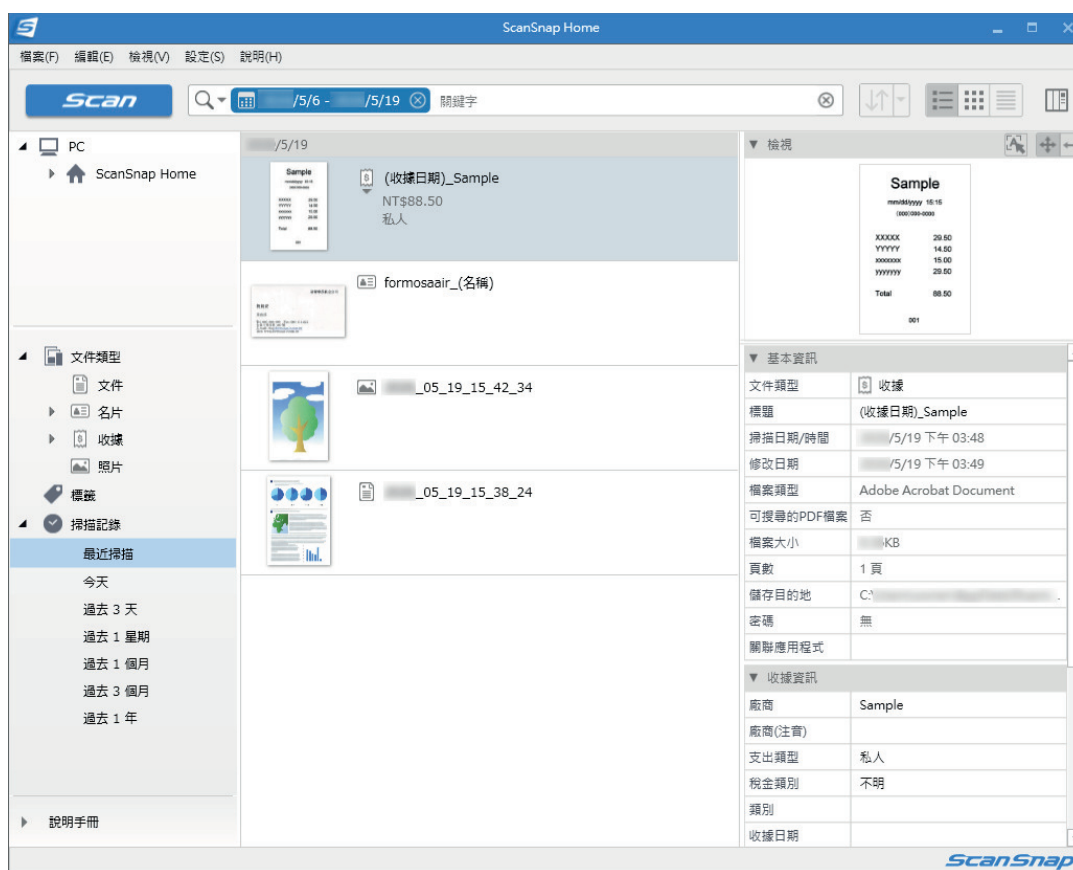 ScanSnap Home
檔案(F) 編輯(E) 檢視(V) 設定(S) 說明(H)
Scan
/5/6 - /5/19
關鍵字
PC
ScanSnap Home
文件類型
文件
名片
收據
照片
標籤
掃描記錄
最近掃描
今天
過去 3 天
過去 1 星期
過去 1 個月
過去 3 個月
過去 1 年
說明手冊
/5/19
Sample
(收據日期)_Sample
NT$88.50
私人
formosaair_(名稱)
_05_19_15_42_34
_05_19_15_38_24
檢視
Sample
mm/dd/yyyy 15:15
(000)000-0000
XXXXX 29.50
YYYYY 14.50
xxxxxxx 15.00
yyyyyyy 29.50
Total 88.50
001
基本資訊
文件類型 收據
標題 (收據日期)_Sample
掃描日期/時間 /5/19 下午 03:48
修改日期 /5/19 下午 03:49
檔案類型 Adobe Acrobat Document
可搜尋的PDF檔案 否
檔案大小 KB
頁數 1 頁
儲存目的地 C:\
密碼 無
關聯應用程式
收據資訊
廠商 Sample
廠商(注音)
支出類型 私人
稅金類別 不明
類別
收據日期
ScanSnap